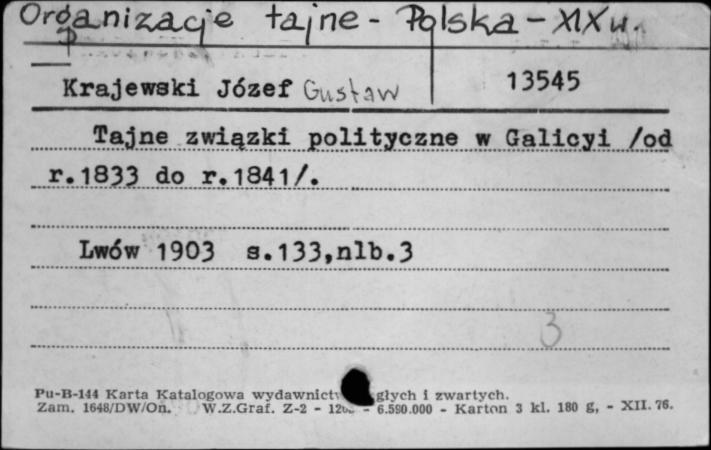 Organizacje tajne - Polska - XIX w.
Krajewski Józef Gustaw 13545
Tajne związki polityczne w Galicyi /od
r.1833 do r.1841/.
Lwów 1903 s.133,nlb.3
3
Pu-B-144 Karta Katalogowa wydawnictw głych i zwartych.
Zam. 1648/DW/On. W.Z.Graf. Z-2 - - 6.590.000 - Karton 3 kl. 180 g, - XII. 76.